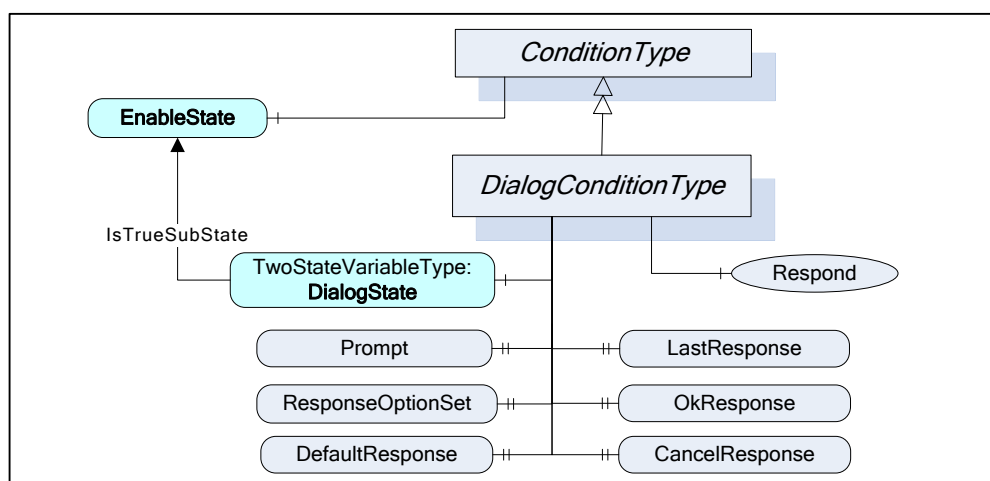 ConditionType
EnableState
DialogConditionType
IsTrueSubState
TwoStateVariableType:
DialogState
Respond
Prompt
LastResponse
ResponseOptionSet
OkResponse
DefaultResponse
CancelResponse